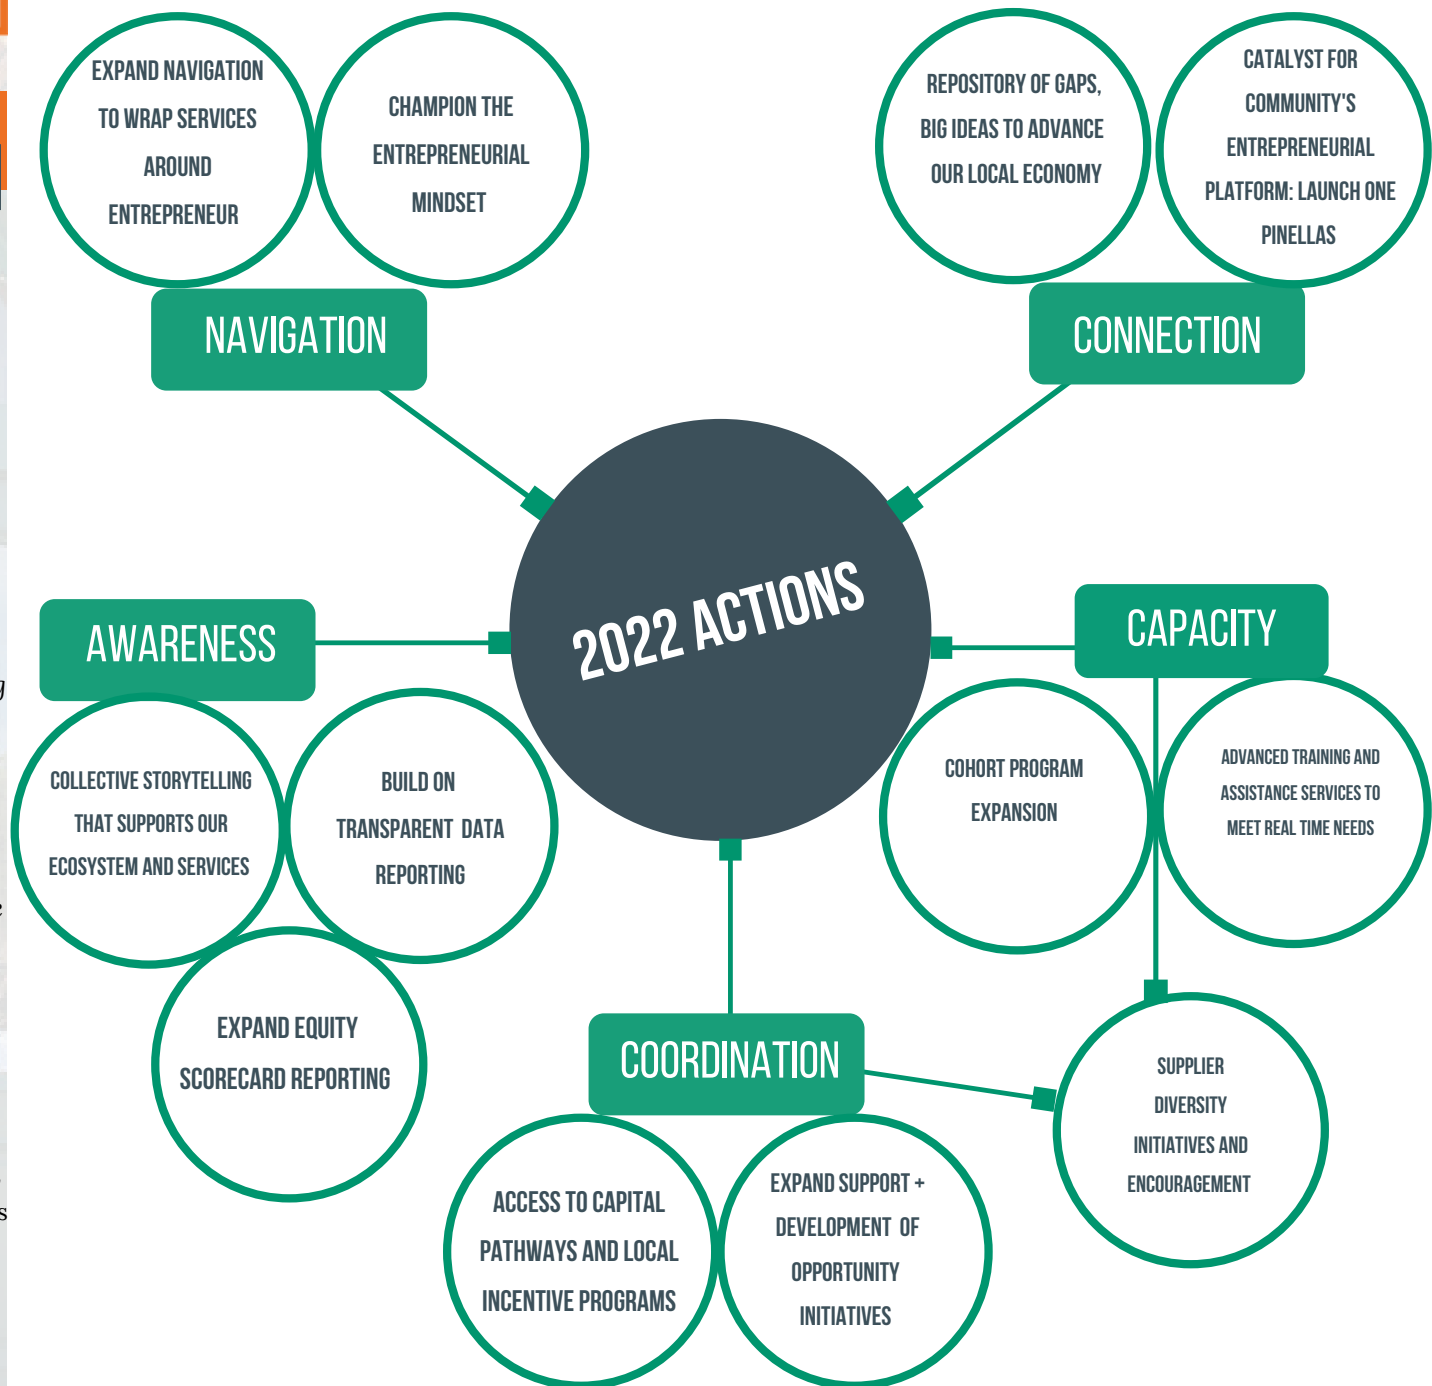 EXPAND NAVIGATION
TO WRAP SERVICES
AROUND
ENTREPRENEUR
CHAMPION THE
ENTREPRENEURIAL
MINDSET
NAVIGATION
REPOSITORY OF GAPS,
BIG IDEAS TO ADVANCE
OUR LOCAL ECONOMY
CATALYST FOR
COMMUNITY'S
ENTREPRENEURIAL
PLATFORM: LAUNCH ONE
PINELLAS
CONNECTION
2022 ACTIONS
AWARENESS
COLLECTIVE STORYTELLING
THAT SUPPORTS OUR
ECOSYSTEM AND SERVICES
BUILD ON
TRANSPARENT DATA
REPORTING
EXPAND EQUITY
SCORECARD REPORTING
CAPACITY
COHORT PROGRAM
EXPANSION
ADVANCED TRAINING AND
ASSISTANCE SERVICES TO
MEET REAL TIME NEEDS
SUPPLIER
DIVERSITY
INITIATIVES AND
ENCOURAGEMENT
COORDINATION
ACCESS TO CAPITAL
PATHWAYS AND LOCAL
INCENTIVE PROGRAMS
EXPAND SUPPORT +
DEVELOPMENT OF
OPPORTUNITY
INITIATIVES